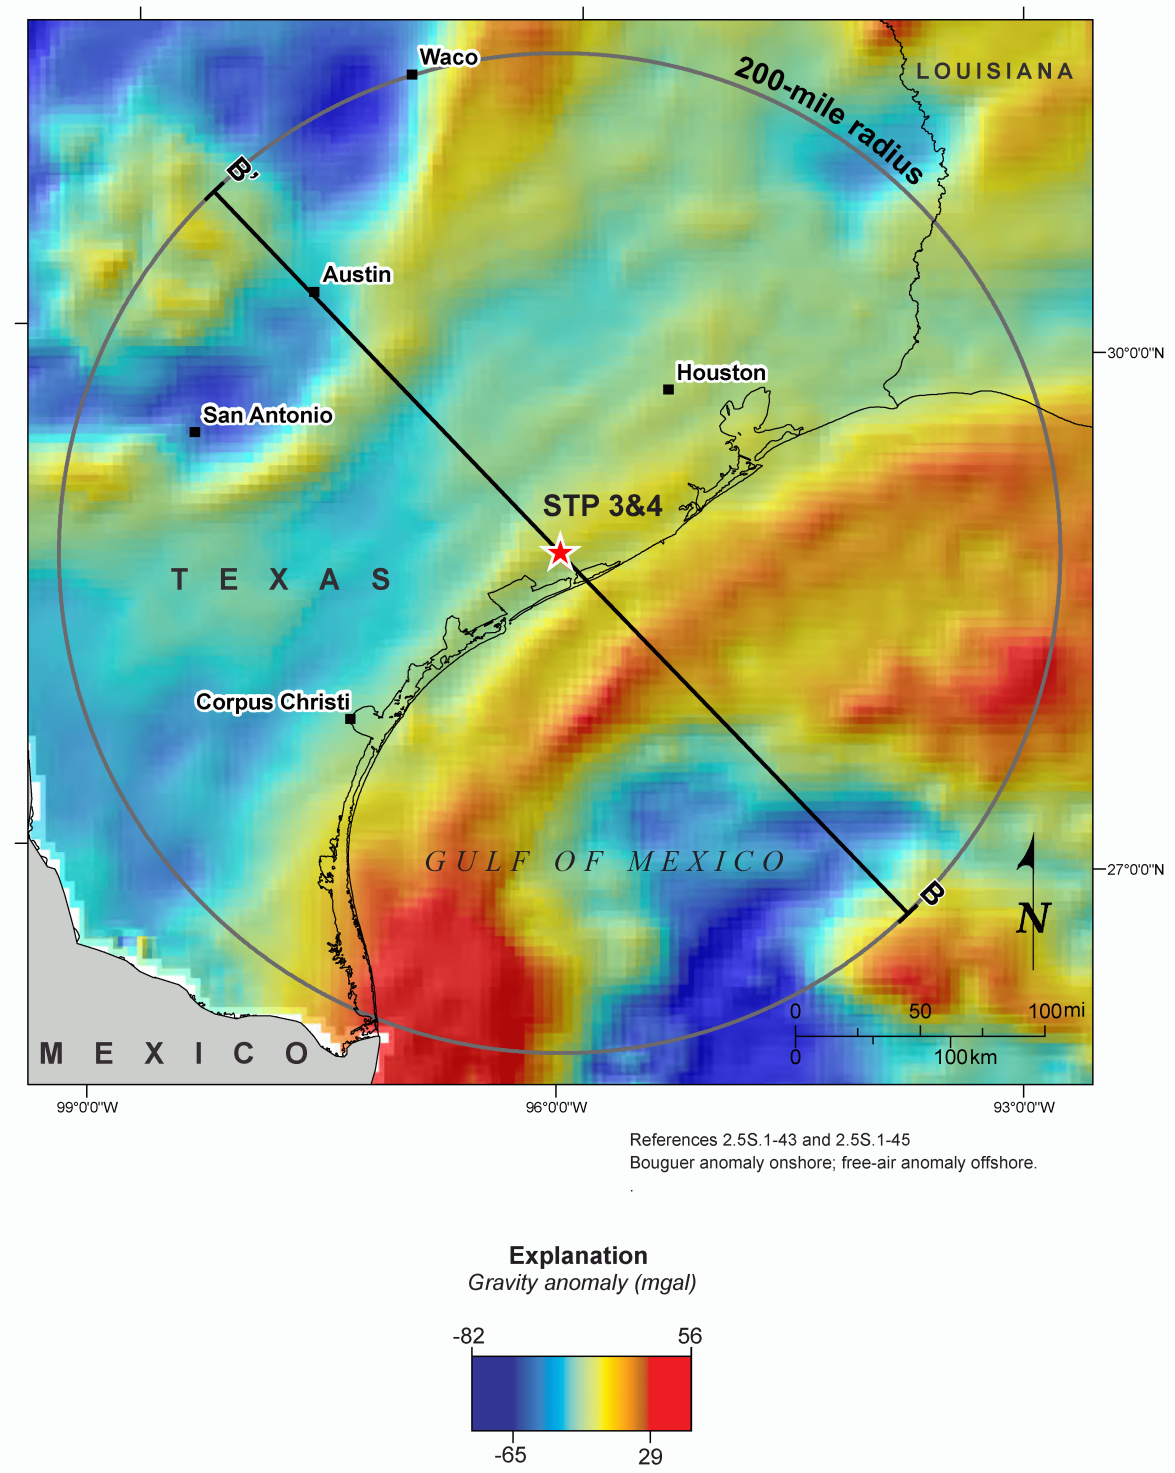 Waco
LOUISIANA
200-mile radius
B'
Austin
Houston
30°0'0"N
San Antonio
STP 3&4
TEXAS
Corpus Christi
GULF OF MEXICO
27°0'0"N
B
N
0 50 100 mi
0 100 km
MEXICO
99°0'0"W 96°0'0"W 93°0'0"W
References 2.5S.1-43 and 2.5S.1-45
Bouguer anomaly onshore; free-air anomaly offshore.
.
Explanation
Gravity anomaly (mgal)
-82 56
-65 29